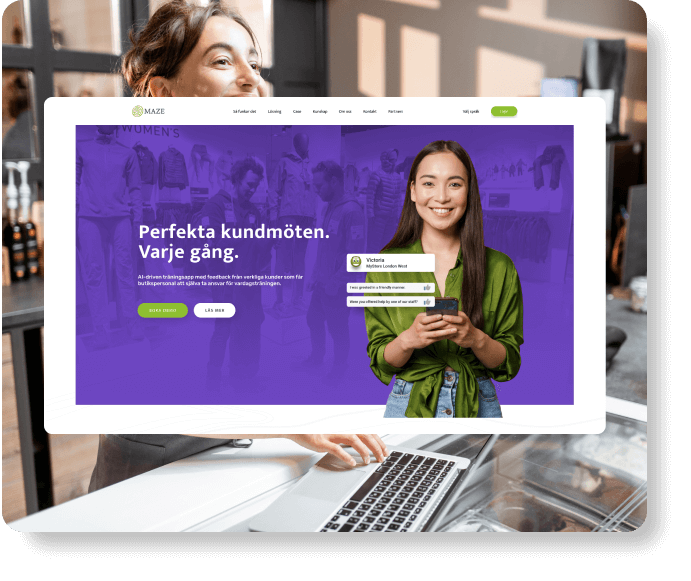 MAZE
Så funkar det Lösning Case Kunskap Om oss Kontakt Partners Välj språk
WOMEN'S
Perfekta kundmöten.
Varje gång.
AI-driven träningsapp med feedback från verkliga kunder som får
butikspersonal att själva ta ansvar för vardagsträningen.
BOKA DEMO LÄS MER
Victoria
MyStore London West
I was greeted in a friendly manner.
Were you offered help by one of our staff?